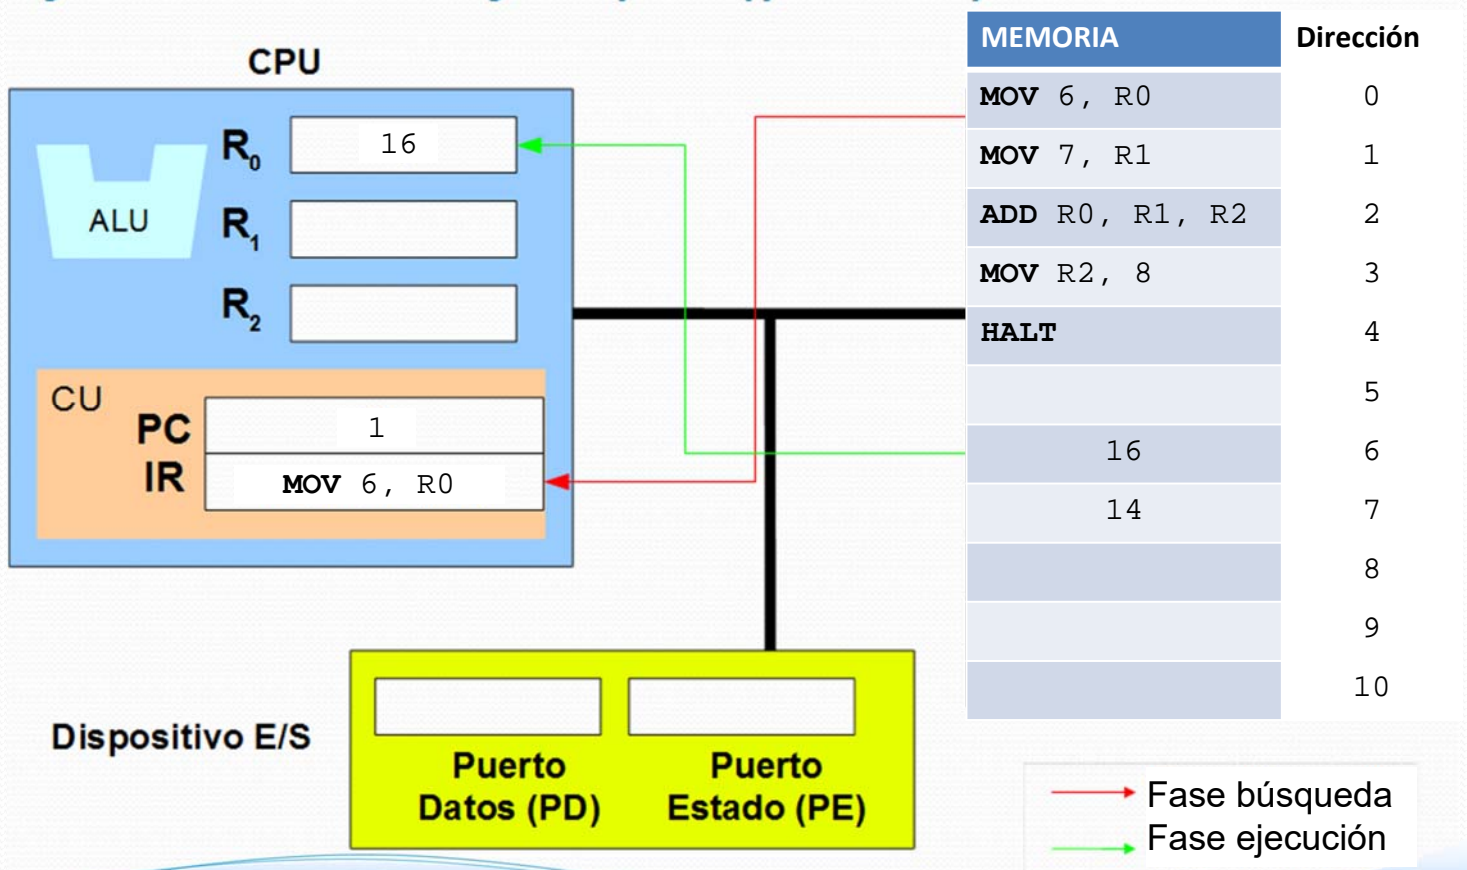 CPU
R0 16
ALU
R1
R2
CU
PC 1
IR MOV 6, R0
MEMORIA Dirección
MOV 6, R0 0
MOV 7, R1 1
ADD R0, R1, R2 2
MOV R2, 8 3
HALT 4
5
16 6
14 7
8
9
10
Dispositivo E/S
Puerto Datos (PD)
Puerto Estado (PE)
Fase búsqueda
Fase ejecución